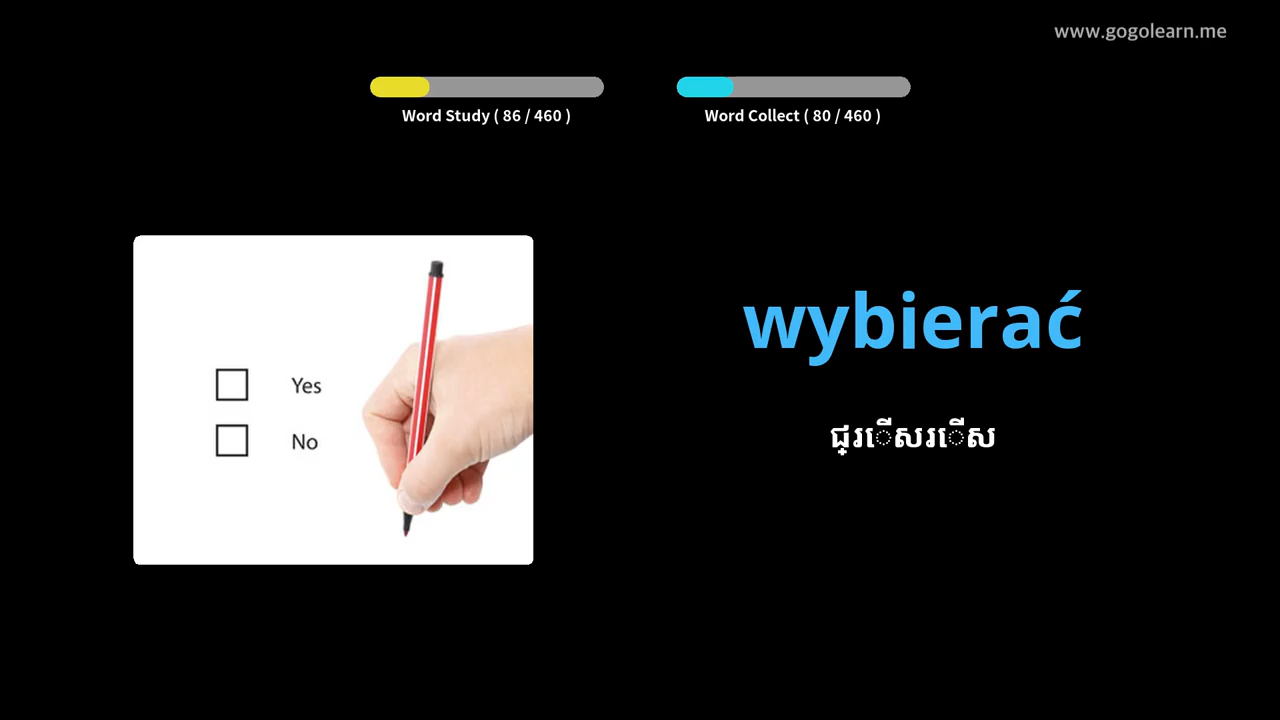 www.gogolearn.me
Word Study ( 86 / 460 )
Word Collect ( 80 / 460 )
Yes
No
wybierać
ជ្រើសរើស